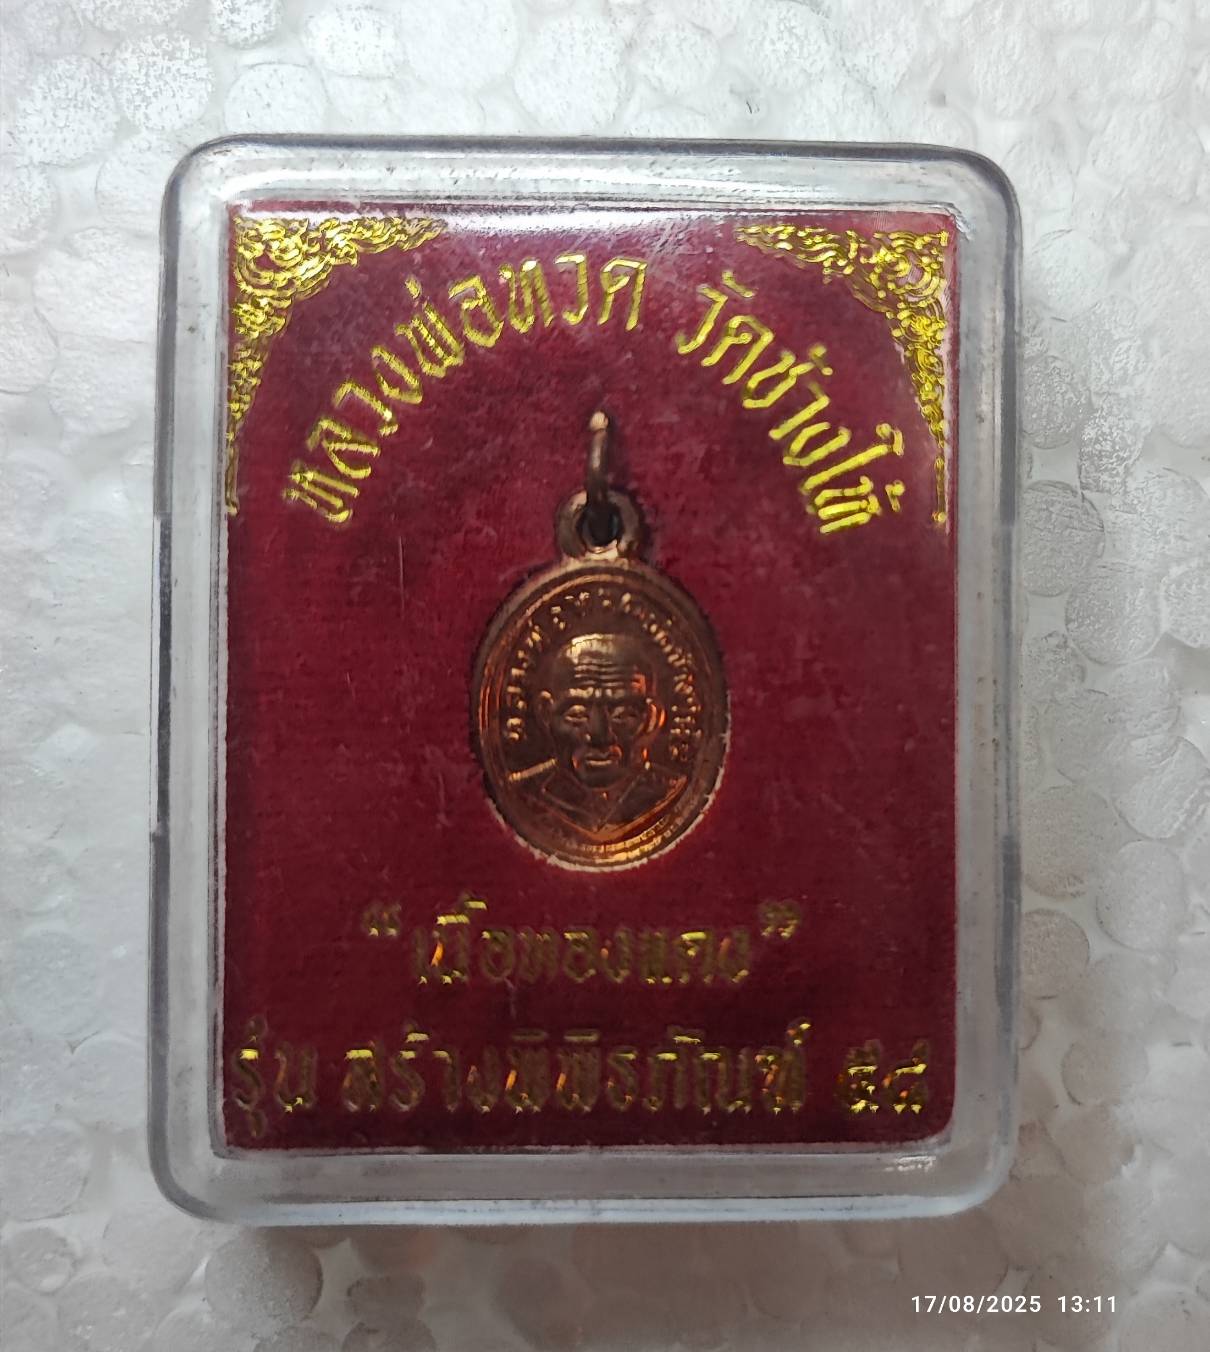 หลวงพ่อทวด วัดช้างให้
"เนื้อทองแดง"
รุ่น สร้างพิพิธภัณฑ์ ๕๔
17/08/2025 13:11